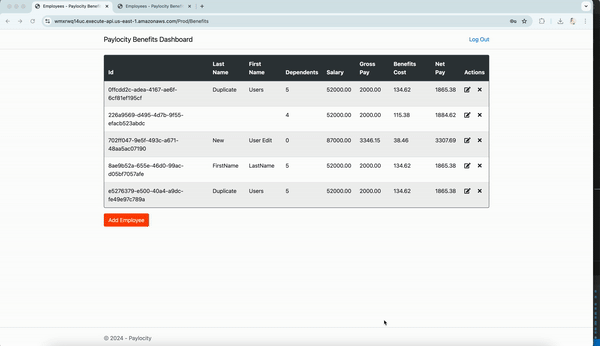 Employees - Paylocity Benefi
Employees - Paylocity Benefi
wmxrwq14uc.execute-api.us-east-1.amazonaws.com/Prod/Benefits
Paylocity Benefits Dashboard
Log Out
Id Last Name First Name Dependents Salary Gross Pay Benefits Cost Net Pay Actions
0ffcdd2c-adea-4167-ae6f-
6cf81ef195cf Duplicate Users 5 52000.00 2000.00 134.62 1865.38
226a9569-d495-4d7b-9f55-
efacb523abdc 4 52000.00 2000.00 115.38 1884.62
702ff047-9e5f-493c-a671-
48aa5ac07190 New User Edit 0 87000.00 3346.15 38.46 3307.69
8ae9b52a-655e-46d0-99ac-
d05bf7057afe FirstName LastName 5 52000.00 2000.00 134.62 1865.38
e5276379-e500-40a4-a9dc-
fe49e97c789a Duplicate Users 5 52000.00 2000.00 134.62 1865.38
Add Employee
© 2024 - Paylocity